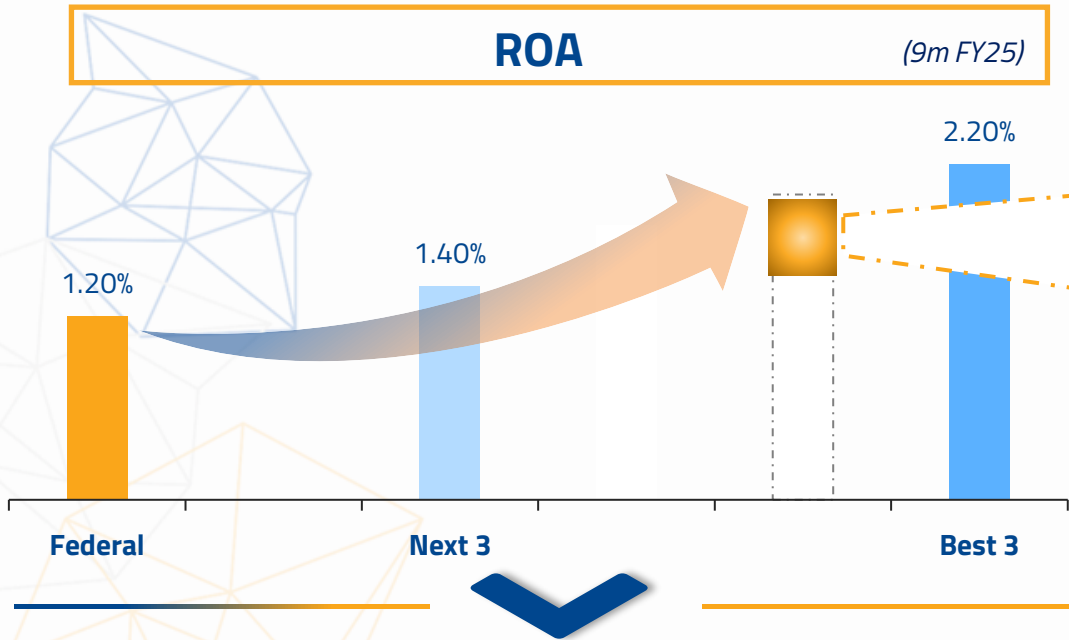 ROA
(9m FY25)
2.20%
1.40%
1.20%
Federal
Next 3
Best 3